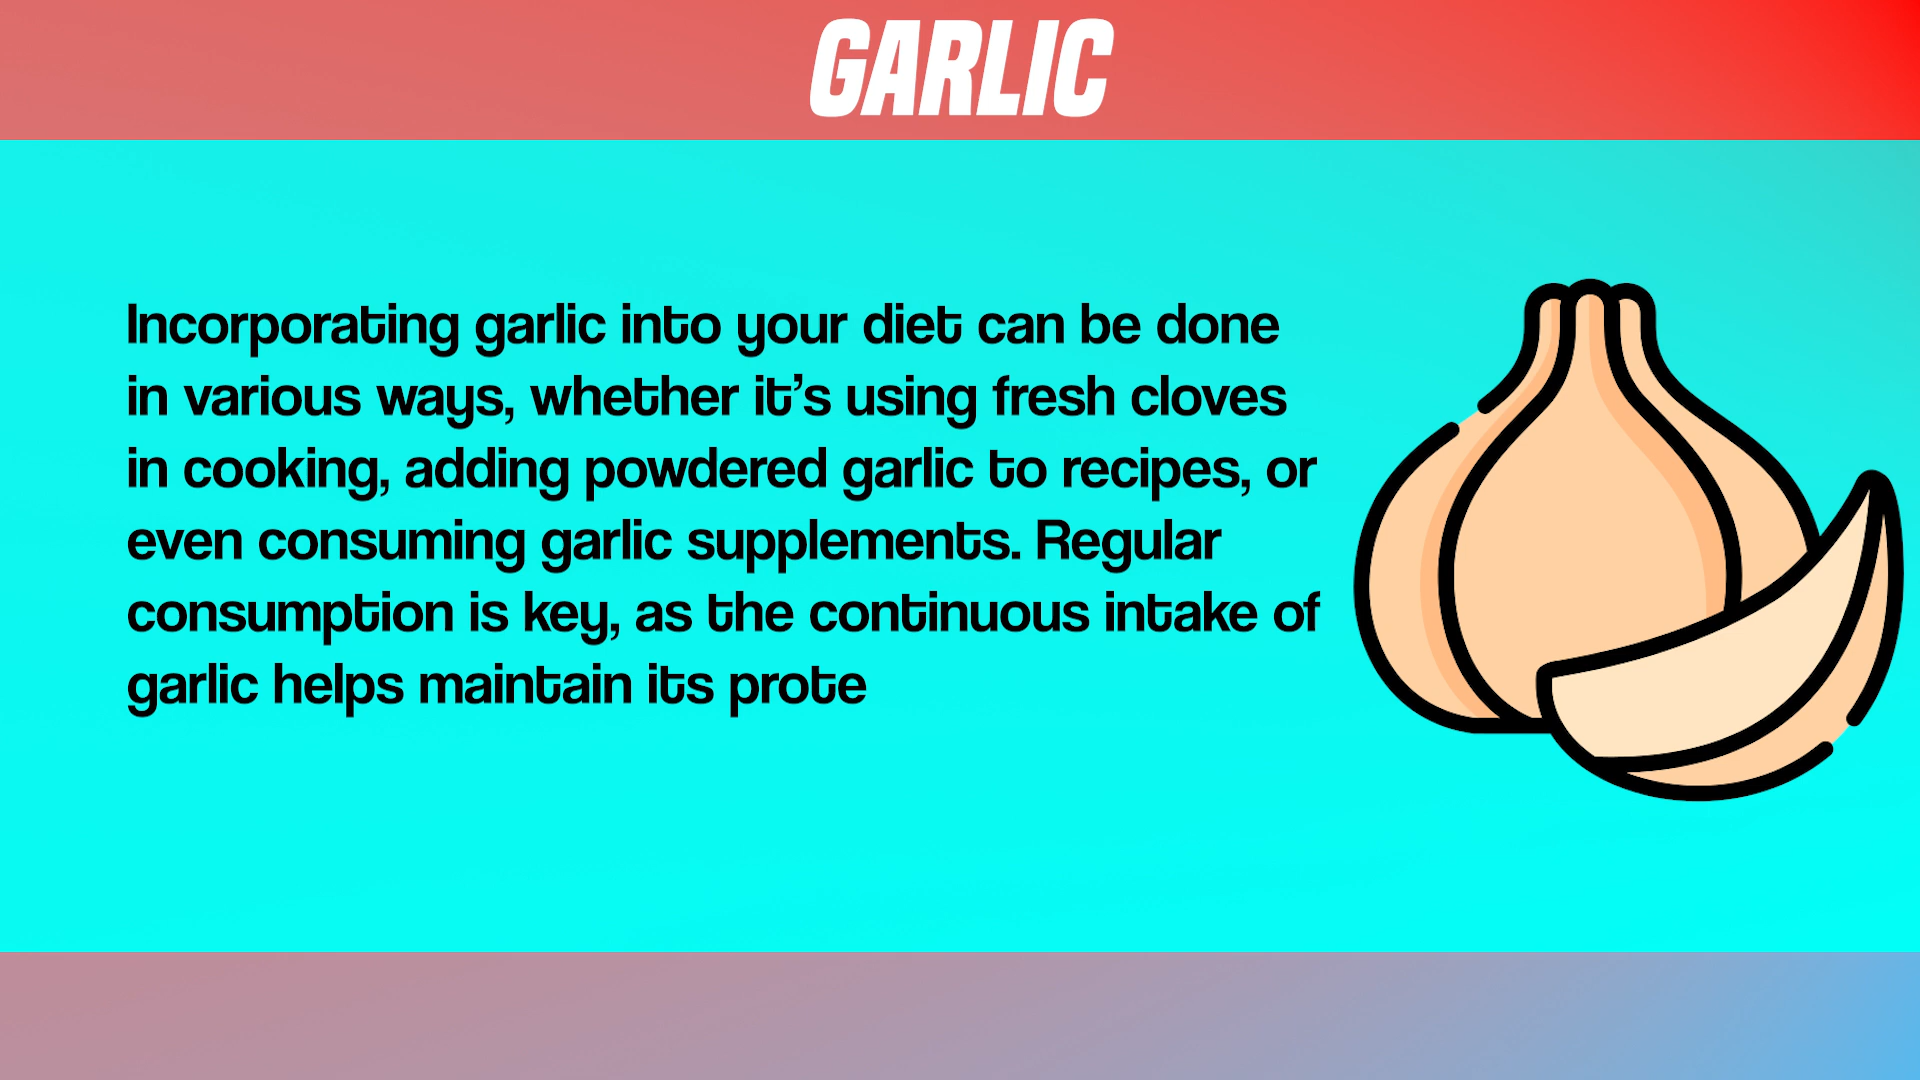 GARLIC
Incorporating garlic into your diet can be done
in various ways, whether it’s using fresh cloves
in cooking, adding powdered garlic to recipes, or
even consuming garlic supplements. Regular
consumption is key, as the continuous intake of
garlic helps maintain its prote